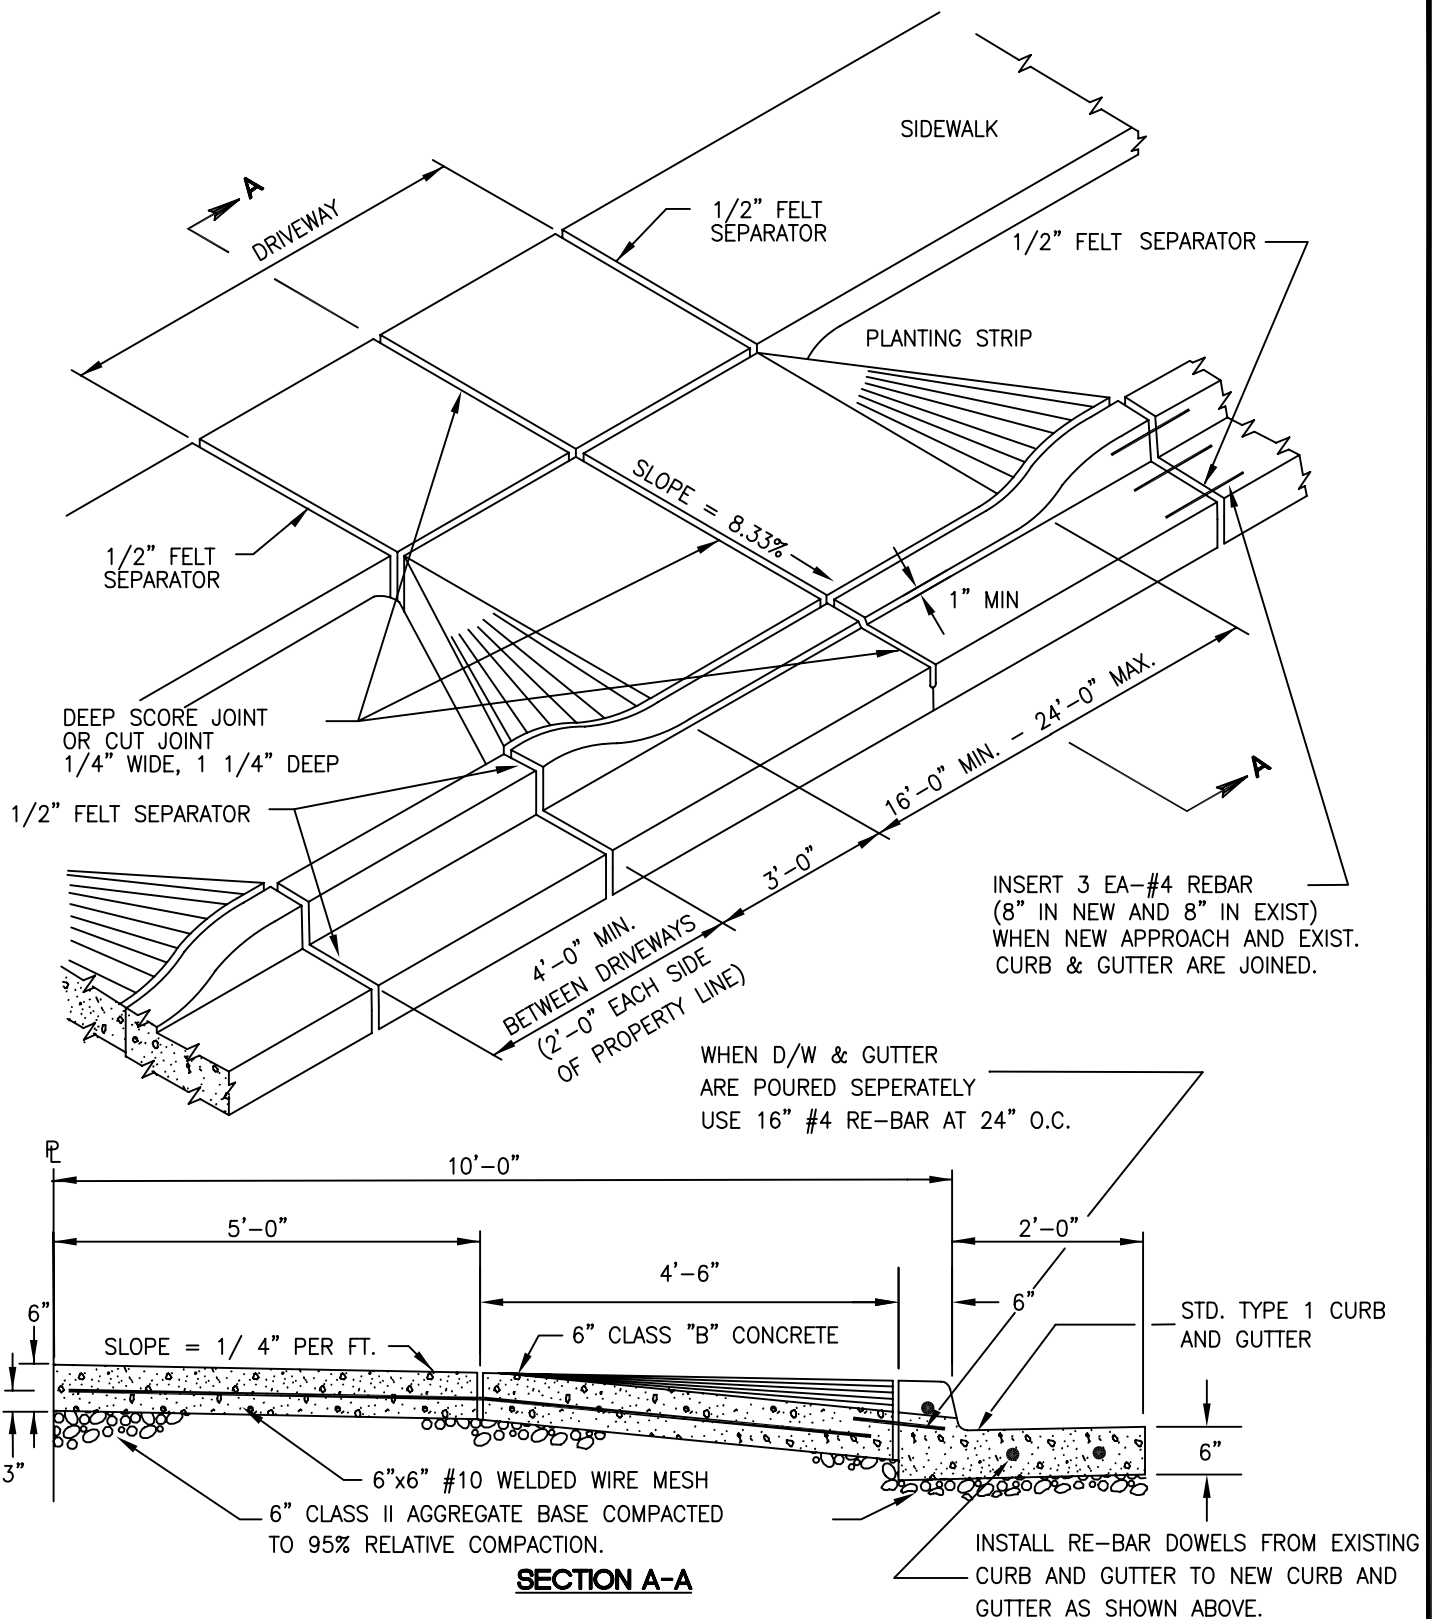 SIDEWALK
A
DRIVEWAY
1/2" FELT
SEPARATOR
1/2" FELT SEPARATOR
PLANTING STRIP
SLOPE = 8.33%
1/2" FELT
SEPARATOR
1" MIN
DEEP SCORE JOINT
OR CUT JOINT
1/4" WIDE, 1 1/4" DEEP
16'-0" MIN. - 24'-0" MAX.
A
1/2" FELT SEPARATOR
3'-0"
INSERT 3 EA-#4 REBAR
(8" IN NEW AND 8" IN EXIST)
WHEN NEW APPROACH AND EXIST.
CURB & GUTTER ARE JOINED.
4'-0" MIN.
BETWEEN DRIVEWAYS
(2'-0" EACH SIDE
OF PROPERTY LINE)
WHEN D/W & GUTTER
ARE POURED SEPERATELY
USE 16" #4 RE-BAR AT 24" O.C.
PL
10'-0"
5'-0"
2'-0"
4'-6"
6"
6"
SLOPE = 1/ 4" PER FT.
6" CLASS "B" CONCRETE
STD. TYPE 1 CURB
AND GUTTER
6"
3"
6"x6" #10 WELDED WIRE MESH
6" CLASS II AGGREGATE BASE COMPACTED
TO 95% RELATIVE COMPACTION.
INSTALL RE-BAR DOWELS FROM EXISTING
CURB AND GUTTER TO NEW CURB AND
GUTTER AS SHOWN ABOVE.
SECTION A-A